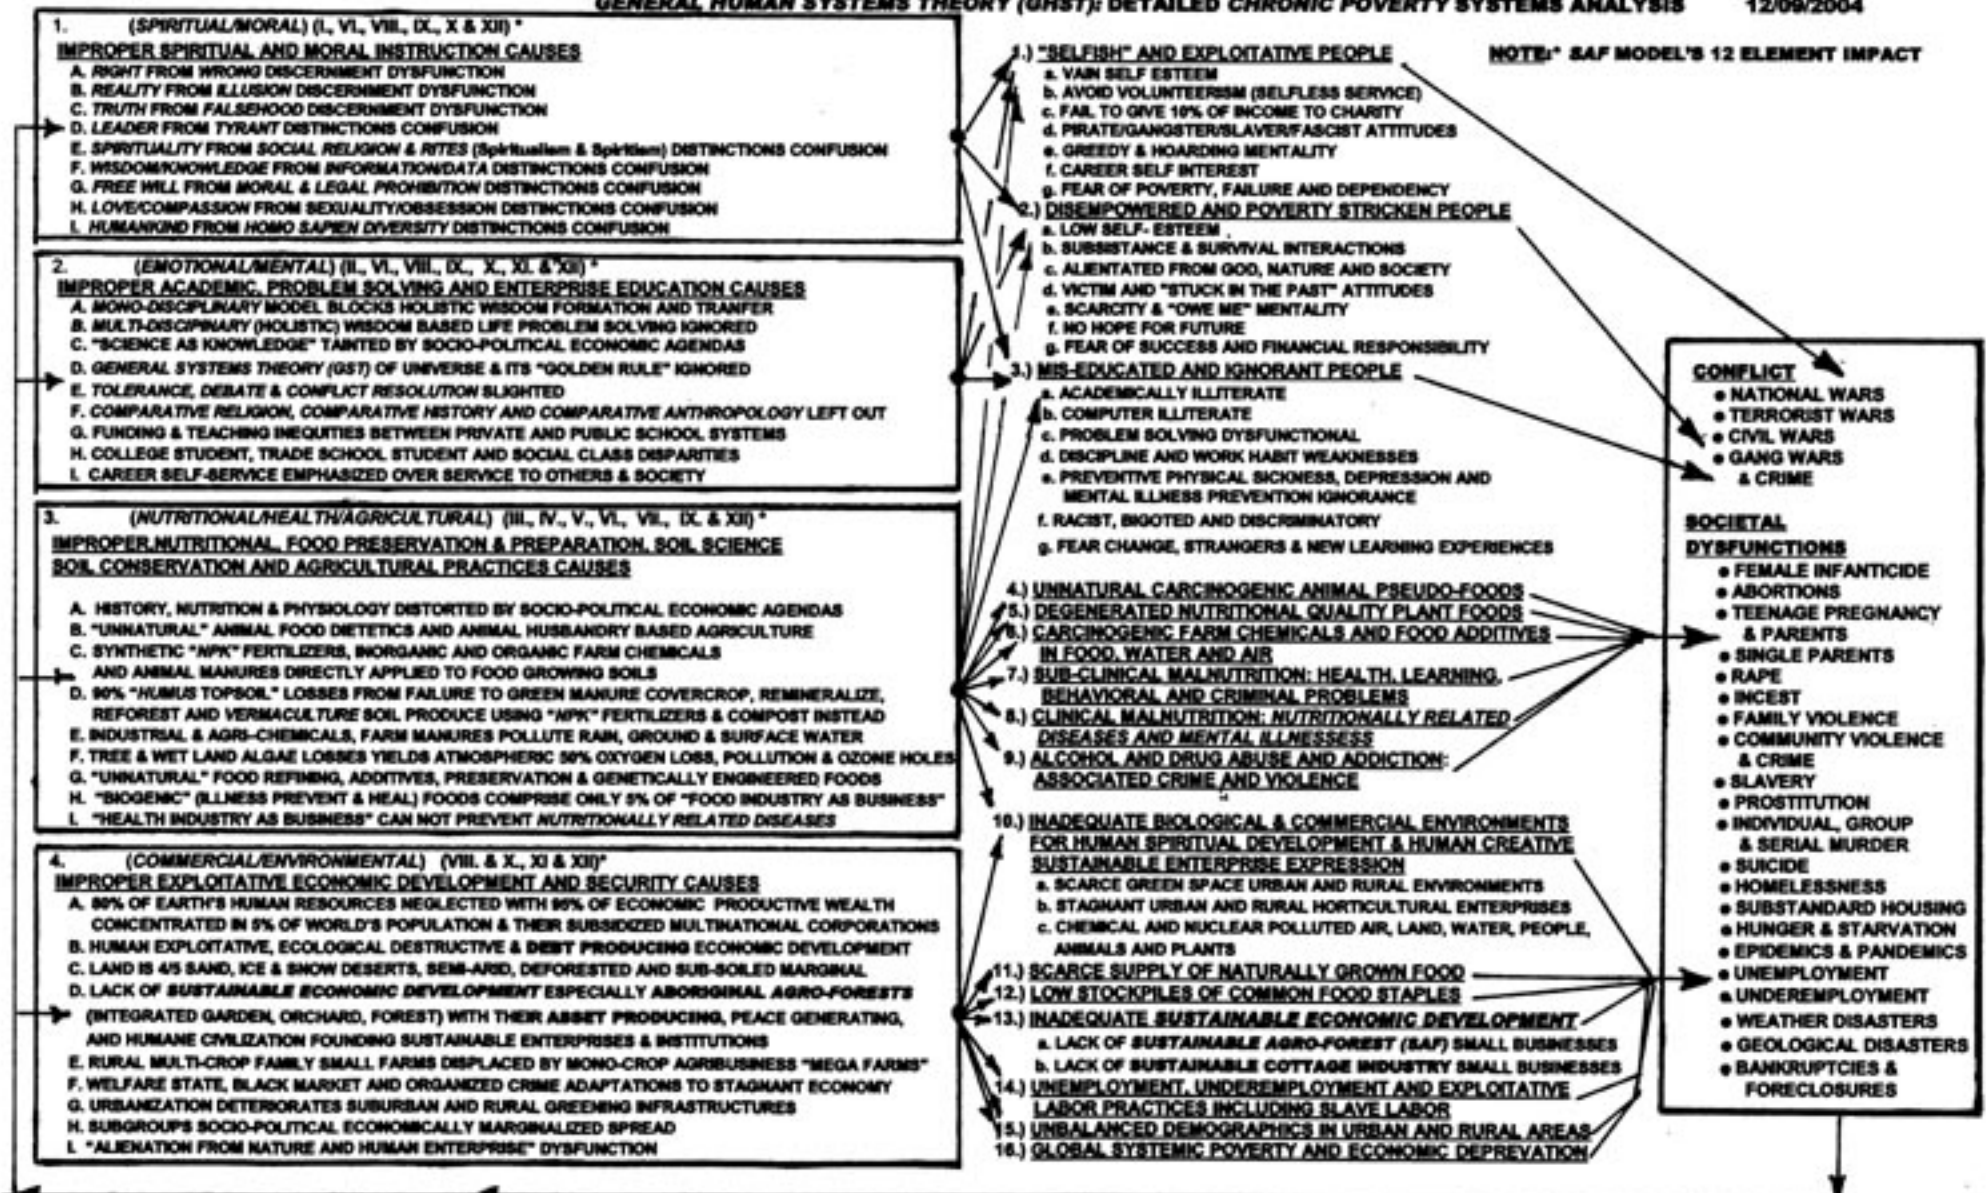 GENERAL HUMAN SYSTEMS THEORY (GHST): DETAILED CHRONIC POVERTY SYSTEMS ANALYSIS 12/09/2004
NOTE:* SAF MODEL'S 12 ELEMENT IMPACT
1. (SPIRITUAL/MORAL) (I., VI., VIII., IX., X & XII) *
IMPROPER SPIRITUAL AND MORAL INSTRUCTION CAUSES
A. RIGHT FROM WRONG DISCERNMENT DYSFUNCTION
B. REALITY FROM ILLUSION DISCERNMENT DYSFUNCTION
C. TRUTH FROM FALSEHOOD DISCERNMENT DYSFUNCTION
D. LEADER FROM TYRANT DISTINCTIONS CONFUSION
E. SPIRITUALITY FROM SOCIAL RELIGION & RITES (Spiritualism & Spiritism) DISTINCTIONS CONFUSION
F. WISDOM/KNOWLEDGE FROM INFORMATION/DATA DISTINCTIONS CONFUSION
G. FREE WILL FROM MORAL & LEGAL PROHIBITION DISTINCTIONS CONFUSION
H. LOVE/COMPASSION FROM SEXUALITY/OBSESSION DISTINCTIONS CONFUSION
I. HUMANKIND FROM HOMO SAPIEN DIVERSITY DISTINCTIONS CONFUSION
2. (EMOTIONAL/MENTAL) (II., VI., VIII., IX., X., XI. & XII) *
IMPROPER ACADEMIC, PROBLEM SOLVING AND ENTERPRISE EDUCATION CAUSES
A. MONO-DISCIPLINARY MODEL BLOCKS HOLISTIC WISDOM FORMATION AND TRANFER
B. MULTI-DISCIPINARY (HOLISTIC) WISDOM BASED LIFE PROBLEM SOLVING IGNORED
C. "SCIENCE AS KNOWLEDGE" TAINTED BY SOCIO-POLITICAL ECONOMIC AGENDAS
D. GENERAL SYSTEMS THEORY (GST) OF UNIVERSE & ITS "GOLDEN RULE" IGNORED
E. TOLERANCE, DEBATE & CONFLICT RESOLUTION SLIGHTED
F. COMPARATIVE RELIGION, COMPARATIVE HISTORY AND COMPARATIVE ANTHROPOLOGY LEFT OUT
G. FUNDING & TEACHING INEQUITIES BETWEEN PRIVATE AND PUBLIC SCHOOL SYSTEMS
H. COLLEGE STUDENT, TRADE SCHOOL STUDENT AND SOCIAL CLASS DISPARITIES
I. CAREER SELF-SERVICE EMPHASIZED OVER SERVICE TO OTHERS & SOCIETY
3. (NUTRITIONAL/HEALTH/AGRICULTURAL) (III., IV., V., VI., VII., IX. & XII) *
IMPROPER,NUTRITIONAL, FOOD PRESERVATION & PREPARATION, SOIL SCIENCE
SOIL CONSERVATION AND AGRICULTURAL PRACTICES CAUSES
A. HISTORY, NUTRITION & PHYSIOLOGY DISTORTED BY SOCIO-POLITICAL ECONOMIC AGENDAS
B. "UNNATURAL" ANIMAL FOOD DIETETICS AND ANIMAL HUSBANDRY BASED AGRICULTURE
C. SYNTHETIC "NPK" FERTILIZERS, INORGANIC AND ORGANIC FARM CHEMICALS
AND ANIMAL MANURES DIRECTLY APPLIED TO FOOD GROWING SOILS
D. 90% "HUMUS TOPSOIL" LOSSES FROM FAILURE TO GREEN MANURE COVERCROP, REMINERALIZE,
REFOREST AND VERMACULTURE SOIL PRODUCE USING "NPK" FERTILIZERS & COMPOST INSTEAD
E. INDUSTRIAL & AGRI-CHEMICALS, FARM MANURES POLLUTE RAIN, GROUND & SURFACE WATER
F. TREE & WET LAND ALGAE LOSSES YIELDS ATMOSPHERIC 50% OXYGEN LOSS, POLLUTION & OZONE HOLES
G. "UNNATURAL" FOOD REFINING, ADDITIVES, PRESERVATION & GENETICALLY ENGINEERED FOODS
H. "BIOGENIC" (ILLNESS PREVENT & HEAL) FOODS COMPRISE ONLY 5% OF "FOOD INDUSTRY AS BUSINESS"
I. "HEALTH INDUSTRY AS BUSINESS" CAN NOT PREVENT NUTRITIONALLY RELATED DISEASES
4. (COMMERCIAL/ENVIRONMENTAL) (VIII. & X., XI & XII)*
IMPROPER EXPLOITATIVE ECONOMIC DEVELOPMENT AND SECURITY CAUSES
A. 80% OF EARTH'S HUMAN RESOURCES NEGLECTED WITH 95% OF ECONOMIC PRODUCTIVE WEALTH
CONCENTRATED IN 5% OF WORLD'S POPULATION & THEIR SUBSIDIZED MULTINATIONAL CORPORATIONS
B. HUMAN EXPLOITATIVE, ECOLOGICAL DESTRUCTIVE & DEBT PRODUCING ECONOMIC DEVELOPMENT
C. LAND IS 4/5 SAND, ICE & SNOW DESERTS, SEMI-ARID, DEFORESTED AND SUB-SOILED MARGINAL
D. LACK OF SUSTAINABLE ECONOMIC DEVELOPMENT ESPECIALLY ABORIGINAL AGRO-FORESTS
(INTEGRATED GARDEN, ORCHARD, FOREST) WITH THEIR ASSET PRODUCING, PEACE GENERATING,
AND HUMANE CIVILIZATION FOUNDING SUSTAINABLE ENTERPRISES & INSTITUTIONS
E. RURAL MULTI-CROP FAMILY SMALL FARMS DISPLACED BY MONO-CROP AGRIBUSINESS "MEGA FARMS"
F. WELFARE STATE, BLACK MARKET AND ORGANIZED CRIME ADAPTATIONS TO STAGNANT ECONOMY
G. URBANIZATION DETERIORATES SUBURBAN AND RURAL GREENING INFRASTRUCTURES
H. SUBGROUPS SOCIO-POLITICAL ECONOMICALLY MARGINALIZED SPREAD
I. "ALIENATION FROM NATURE AND HUMAN ENTERPRISE" DYSFUNCTION
1.) "SELFISH" AND EXPLOITATIVE PEOPLE
a. VAIN SELF ESTEEM
b. AVOID VOLUNTEERISM (SELFLESS SERVICE)
c. FAIL TO GIVE 10% OF INCOME TO CHARITY
d. PIRATE/GANGSTER/SLAVER/FASCIST ATTITUDES
e. GREEDY & HOARDING MENTALITY
f. CAREER SELF INTEREST
g. FEAR OF POVERTY, FAILURE AND DEPENDENCY
2.) DISEMPOWERED AND POVERTY STRICKEN PEOPLE
a. LOW SELF- ESTEEM
b. SUBSISTANCE & SURVIVAL INTERACTIONS
c. ALIENTATED FROM GOD, NATURE AND SOCIETY
d. VICTIM AND "STUCK IN THE PAST" ATTITUDES
e. SCARCITY & "OWE ME" MENTALITY
f. NO HOPE FOR FUTURE
g. FEAR OF SUCCESS AND FINANCIAL RESPONSIBILITY
3.) MIS-EDUCATED AND IGNORANT PEOPLE
a. ACADEMICALLY ILLITERATE
b. COMPUTER ILLITERATE
c. PROBLEM SOLVING DYSFUNCTIONAL
d. DISCIPLINE AND WORK HABIT WEAKNESSES
e. PREVENTIVE PHYSICAL SICKNESS, DEPRESSION AND
MENTAL ILLNESS PREVENTION IGNORANCE
f. RACIST, BIGOTED AND DISCRIMINATORY
g. FEAR CHANGE, STRANGERS & NEW LEARNING EXPERIENCES
4.) UNNATURAL CARCINOGENIC ANIMAL PSEUDO-FOODS
5.) DEGENERATED NUTRITIONAL QUALITY PLANT FOODS
6.) CARCINOGENIC FARM CHEMICALS AND FOOD ADDITIVES
IN FOOD, WATER AND AIR
7.) SUB-CLINICAL MALNUTRITION: HEALTH, LEARNING,
BEHAVIORAL AND CRIMINAL PROBLEMS
8.) CLINICAL MALNUTRITION: NUTRITIONALLY RELATED
DISEASES AND MENTAL ILLNESSESS
9.) ALCOHOL AND DRUG ABUSE AND ADDICTION:
ASSOCIATED CRIME AND VIOLENCE
10.) INADEQUATE BIOLOGICAL & COMMERCIAL ENVIRONMENTS
FOR HUMAN SPIRITUAL DEVELOPMENT & HUMAN CREATIVE
SUSTAINABLE ENTERPRISE EXPRESSION
a. SCARCE GREEN SPACE URBAN AND RURAL ENVIRONMENTS
b. STAGNANT URBAN AND RURAL HORTICULTURAL ENTERPRISES
c. CHEMICAL AND NUCLEAR POLLUTED AIR, LAND, WATER, PEOPLE,
ANIMALS AND PLANTS
11.) SCARCE SUPPLY OF NATURALLY GROWN FOOD
12.) LOW STOCKPILES OF COMMON FOOD STAPLES
13.) INADEQUATE SUSTAINABLE ECONOMIC DEVELOPMENT
a. LACK OF SUSTAINABLE AGRO-FOREST (SAF) SMALL BUSINESSES
b. LACK OF SUSTAINABLE COTTAGE INDUSTRY SMALL BUSINESSES
14.) UNEMPLOYMENT, UNDEREMPLOYMENT AND EXPLOITATIVE
LABOR PRACTICES INCLUDING SLAVE LABOR
15.) UNBALANCED DEMOGRAPHICS IN URBAN AND RURAL AREAS
16.) GLOBAL SYSTEMIC POVERTY AND ECONOMIC DEPREVATION
CONFLICT
• NATIONAL WARS
• TERRORIST WARS
• CIVIL WARS
• GANG WARS
& CRIME
SOCIETAL
DYSFUNCTIONS
• FEMALE INFANTICIDE
• ABORTIONS
• TEENAGE PREGNANCY
& PARENTS
• SINGLE PARENTS
• RAPE
• INCEST
• FAMILY VIOLENCE
• COMMUNITY VIOLENCE
& CRIME
• SLAVERY
• PROSTITUTION
• INDIVIDUAL, GROUP
& SERIAL MURDER
• SUICIDE
• HOMELESSNESS
• SUBSTANDARD HOUSING
• HUNGER & STARVATION
• EPIDEMICS & PANDEMICS
• UNEMPLOYMENT
• UNDEREMPLOYMENT
• WEATHER DISASTERS
• GEOLOGICAL DISASTERS
• BANKRUPTCIES &
FORECLOSURES